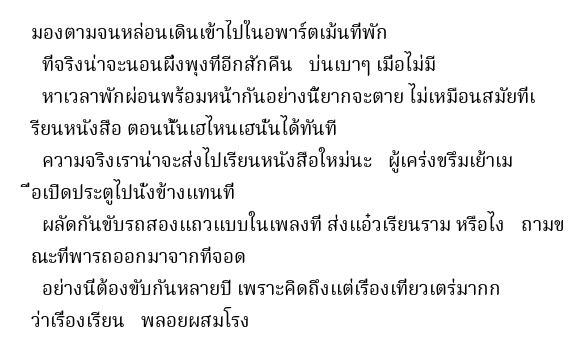 มองตามจนหล่อนเดินเข้าไปในอพาร์ตเม้นที่พัก
ที่จริงน่าจะนอนผึ่งพุงที่อีกสักคืน บ่นเบาๆ เมื่อไม่มี
หาเวลาพักผ่อนพร้อมหน้ากันอย่างนี้ยากจะตาย ไม่เหมือนสมัยที่เ
รียนหนังสือ ตอนนั้นเฮไหนเฮนั่นได้ทันที
ความจริงเราน่าจะส่งไปเรียนหนังสือใหม่นะ ผู้เคร่งขรึมเย้าเม
ื่อเปิดประตูไปนั่งข้างแทนที่
ผลัดกันขับรถสองแถวแบบในเพลงที่ ส่งแอ๋วเรียนราม หรือไง ถามข
ณะที่พารถออกมาจากที่จอด
อย่างนี้ต้องขับกันหลายปี เพราะคิดถึงแต่เรื่องเที่ยวเตร่มากก
ว่าเรื่องเรียน พลอยผสมโรง